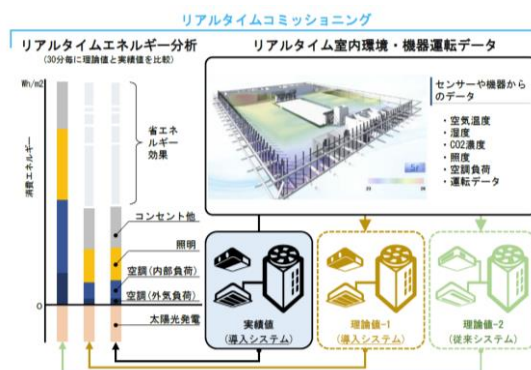 リアルタイムコミッショニング
リアルタイムエネルギー分析
(30分毎に理論値と実績値を比較)
リアルタイム室内環境・機器運転データ
Wh/m2
消費エネルギー
0
省エネ
ルギー
効果
コンセント他
照明
空調(内部負荷)
空調(外気負荷)
太陽光発電
センサーや機器から
のデータ
・空気温度
・湿度
・CO2濃度
・照度
・空調負荷
・運転データ
5F
実績値
(導入システム)
理論値-1
(導入システム)
理論値-2
(従来システム)